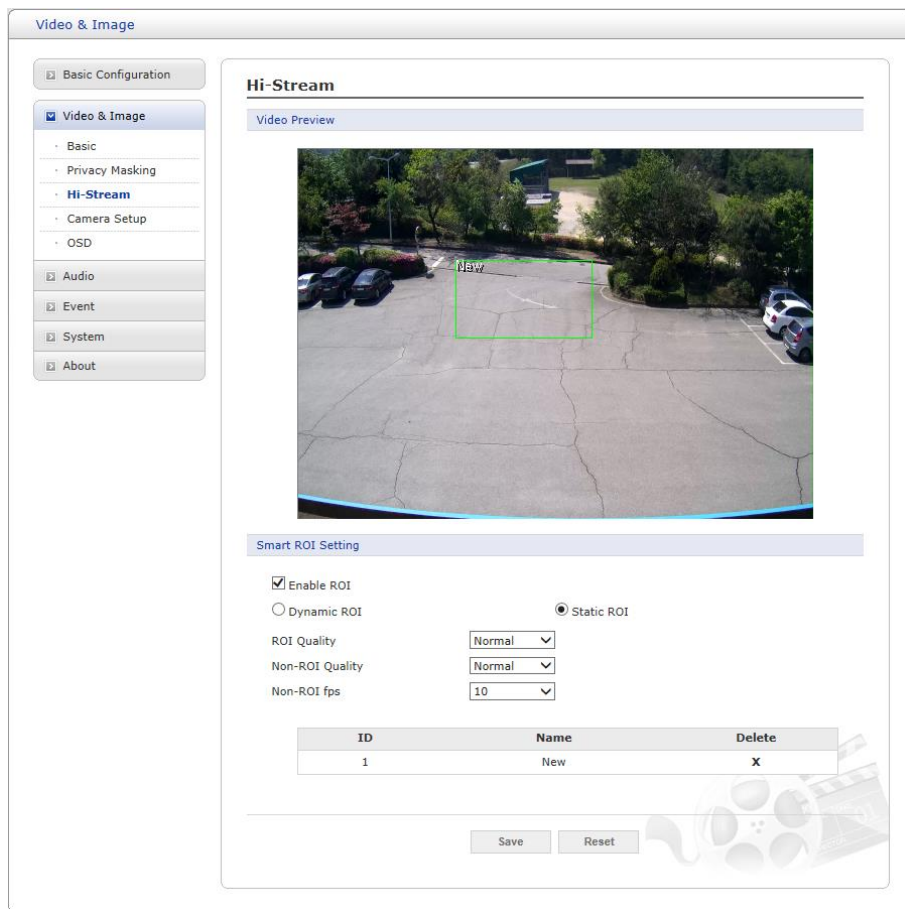 Video & Image
Basic Configuration
Video & Image
Basic
Privacy Masking
Hi-Stream
Camera Setup
OSD
Audio
Event
System
About
Hi-Stream
Video Preview
New
Smart ROI Setting
Enable ROI
Dynamic ROI Static ROI
ROI Quality Normal
Non-ROI Quality Normal
Non-ROI fps 10
ID Name Delete
1 New X
Save Reset